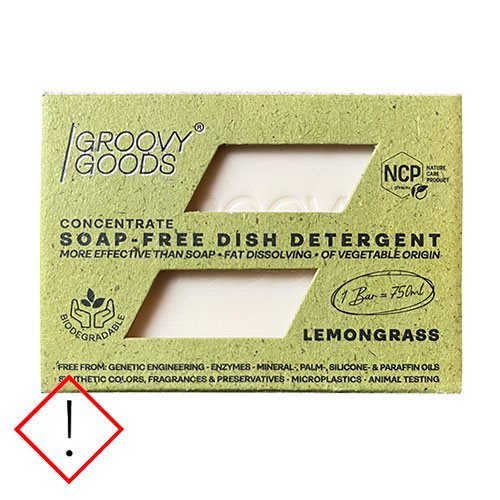 /GROOVY®
GOODS
NCP
NATURE
CARE
PRODUCT
CONCENTRATE
SOAP-FREE DISH DETERGENT
MORE EFFECTIVE THAN SOAP • FAT DISSOLVING • OF VEGETABLE ORIGIN
1 Bar = 750ml
BIODEGRADABLE
LEMONGRASS
FREE FROM: GENETIC ENGINEERING - ENZYMES - MINERAL-, PALM-, SILICONE- & PARAFFIN OILS
SYNTHETIC COLORS, FRAGRANCES & PRESERVATIVES - MICROPLASTICS - ANIMAL TESTING
!